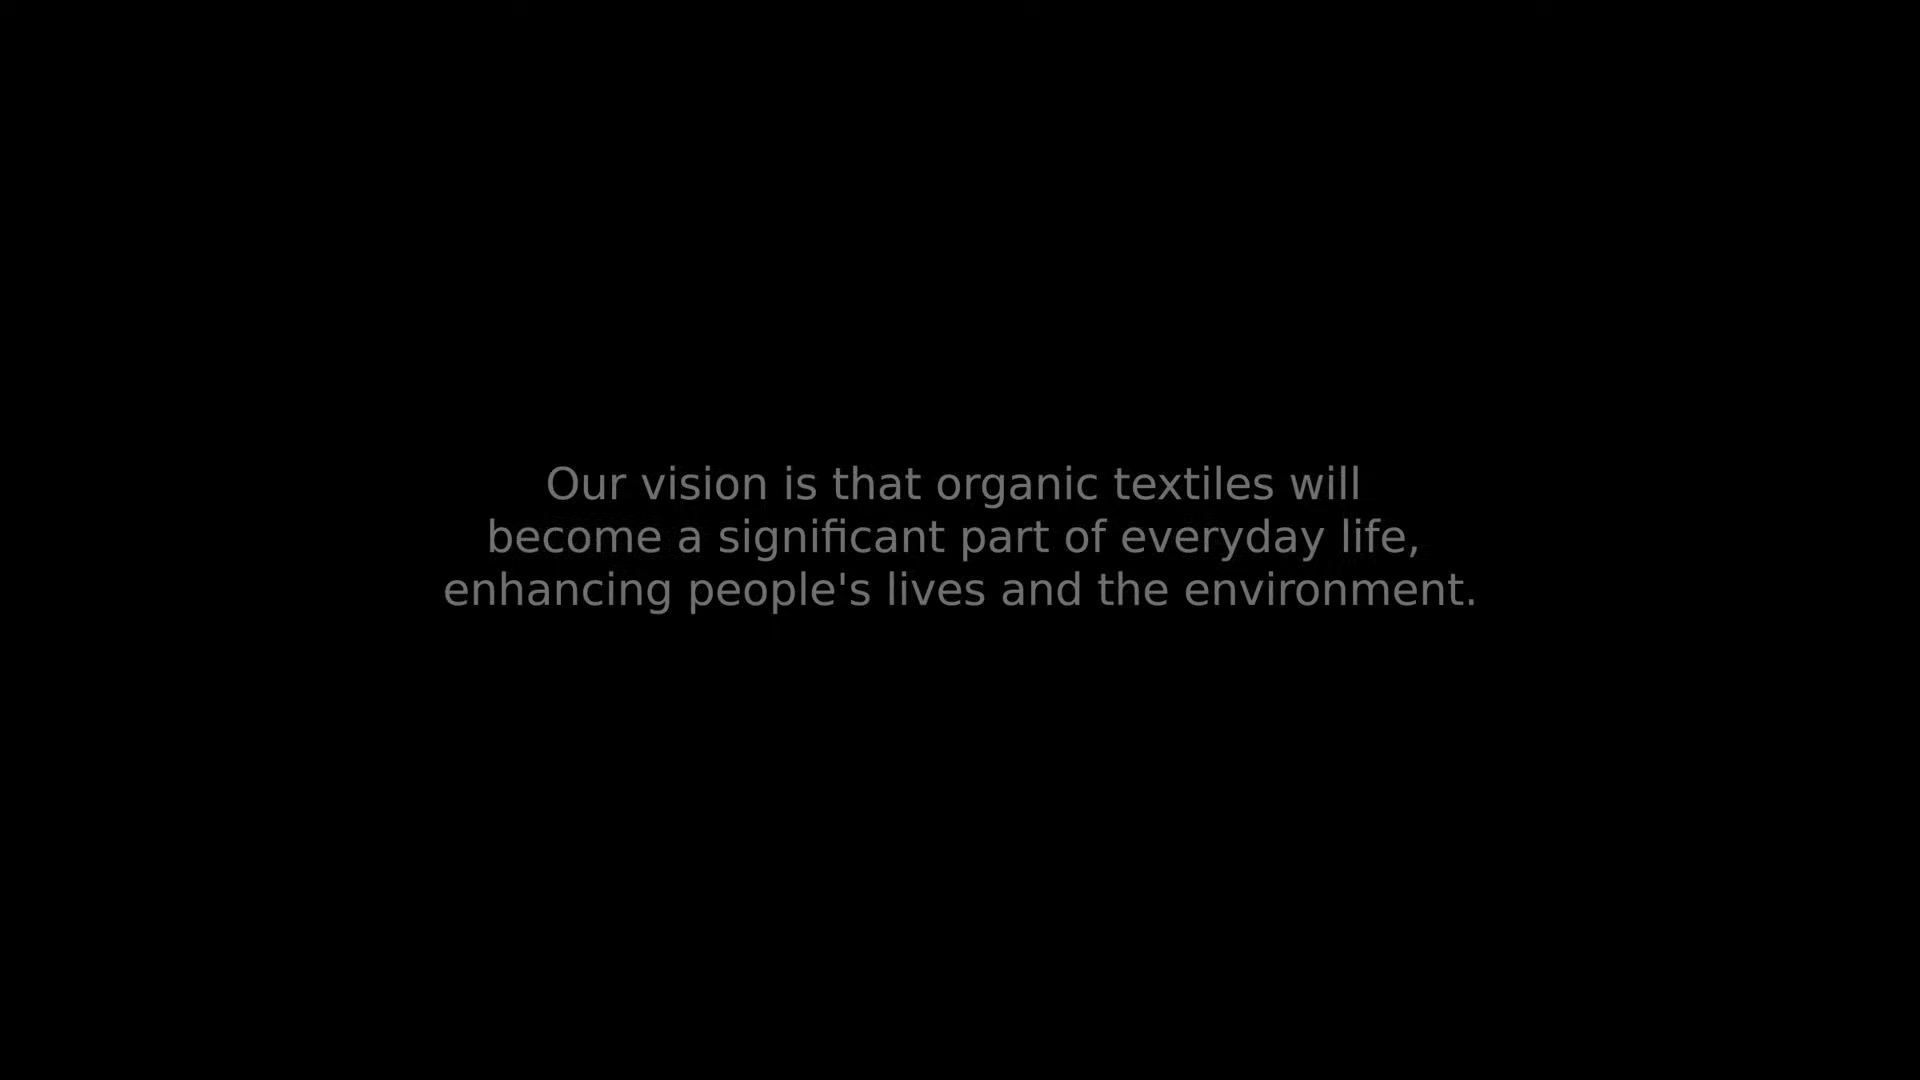 Our vision is that organic textiles will
become a significant part of everyday life,
enhancing people's lives and the environment.